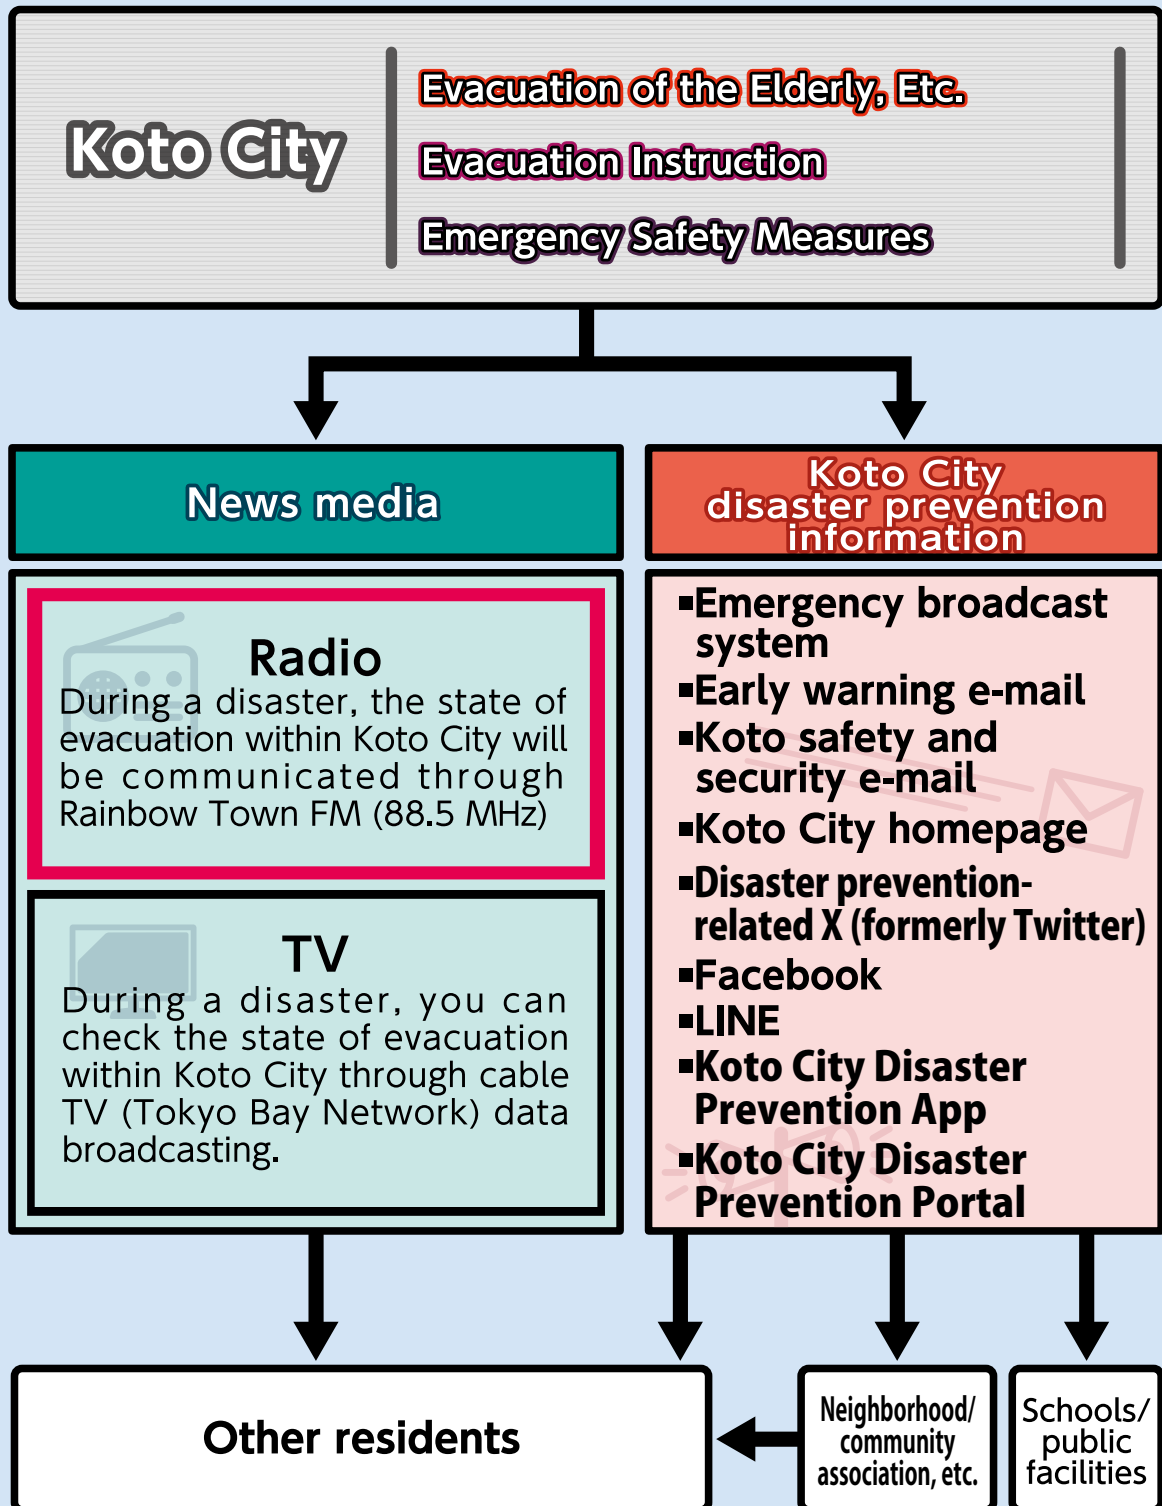 Koto City
Evacuation of the Elderly, Etc.
Evacuation Instruction
Emergency Safety Measures
News media
Radio
During a disaster, the state of
evacuation within Koto City will
be communicated through
Rainbow Town FM (88.5 MHz)
TV
During a disaster, you can
check the state of evacuation
within Koto City through cable
TV (Tokyo Bay Network) data
broadcasting.
Koto City
disaster prevention
information
▪Emergency broadcast
system
▪Early warning e-mail
▪Koto safety and
security e-mail
▪Koto City homepage
▪Disaster prevention-
related X (formerly Twitter)
▪Facebook
▪LINE
▪Koto City Disaster
Prevention App
▪Koto City Disaster
Prevention Portal
Other residents
Neighborhood/
community
association, etc.
Schools/
public
facilities